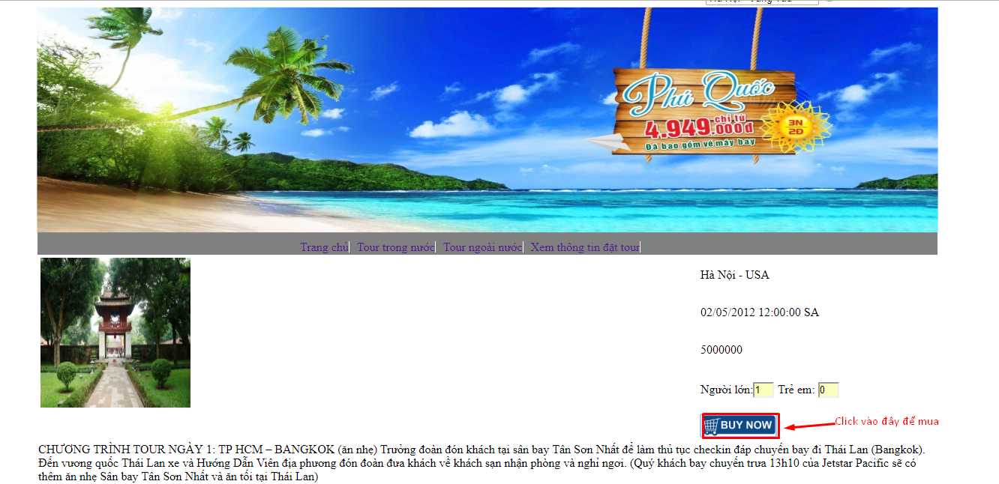 Phú Quốc
chỉ từ
4.949.000đ
Đã bao gồm vé máy bay
3N
2Đ
Trang chủ Tour trong nước Tour ngoài nước Xem thông tin đặt tour
Hà Nội - USA
02/05/2012 12:00:00 SA
5000000
Người lớn: 1 Trẻ em: 0
BUY NOW
Click vào đây để mua
CHƯƠNG TRÌNH TOUR NGÀY 1: TP HCM – BANGKOK (ăn nhẹ) Trưởng đoàn đón khách tại sân bay Tân Sơn Nhất để làm thủ tục checkin đáp chuyến bay đi Thái Lan (Bangkok).
Đến vương quốc Thái Lan xe và Hướng Dẫn Viên địa phương đón đoàn đưa khách về khách sạn nhận phòng và nghỉ ngơi. (Quý khách bay chuyến trưa 13h10 của Jetstar Pacific sẽ có
thêm ăn nhẹ Sân bay Tân Sơn Nhất và ăn tối tại Thái Lan)